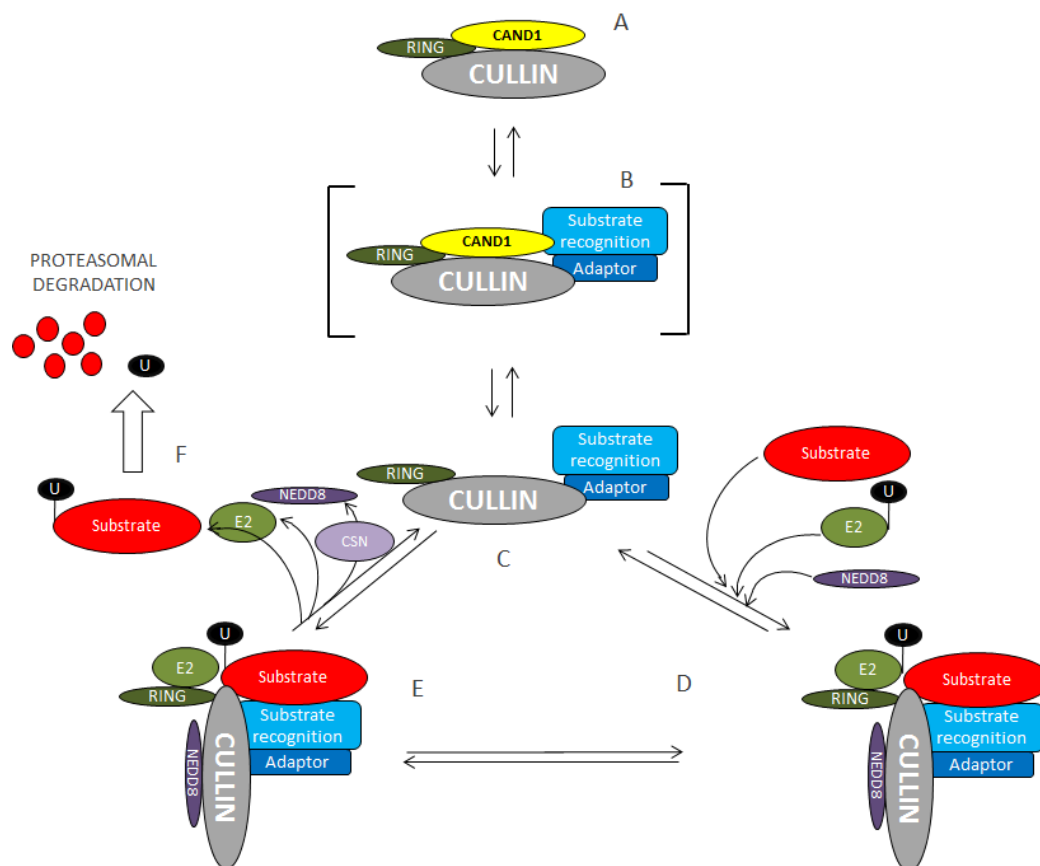 A
CAND1
RING
CULLIN
B
Substrate
recognition
CAND1
RING
Adaptor
CULLIN
PROTEASOMAL
DEGRADATION
U
F
Substrate
recognition
Substrate
RING
Adaptor
CULLIN
U
U
NEDD8
E2
Substrate
E2
CSN
NEDD8
C
U
E2
Substrate
RING
E
Substrate
recognition
Adaptor
NEDD8
CULLIN
D
U
E2
Substrate
RING
Substrate
recognition
Adaptor
NEDD8
CULLIN